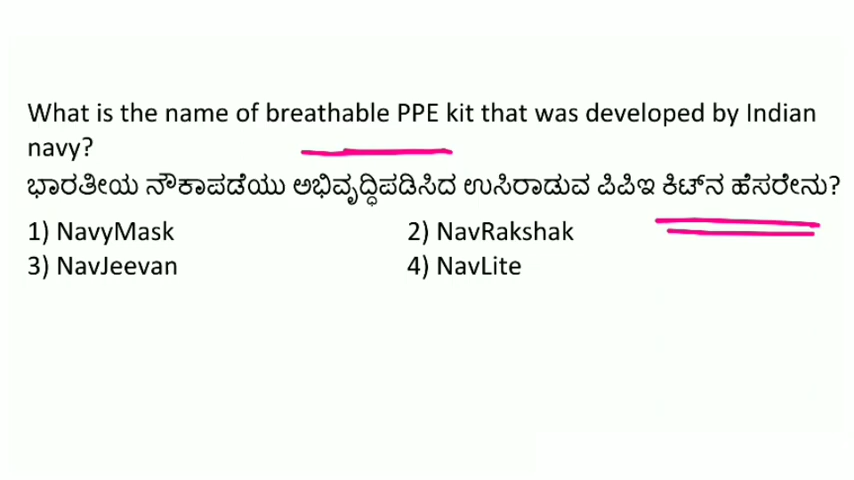 What is the name of breathable PPE kit that was developed by Indian
navy?
ಭಾರತೀಯ ನೌಕಾಪಡೆಯು ಅಭಿವೃದ್ಧಿಪಡಿಸಿದ ಉಸಿರಾಡುವ ಪಿಪಿಇ ಕಿಟ್‌ನ ಹೆಸರೇನು?
1) NavyMask 2) NavRakshak
3) NavJeevan 4) NavLite